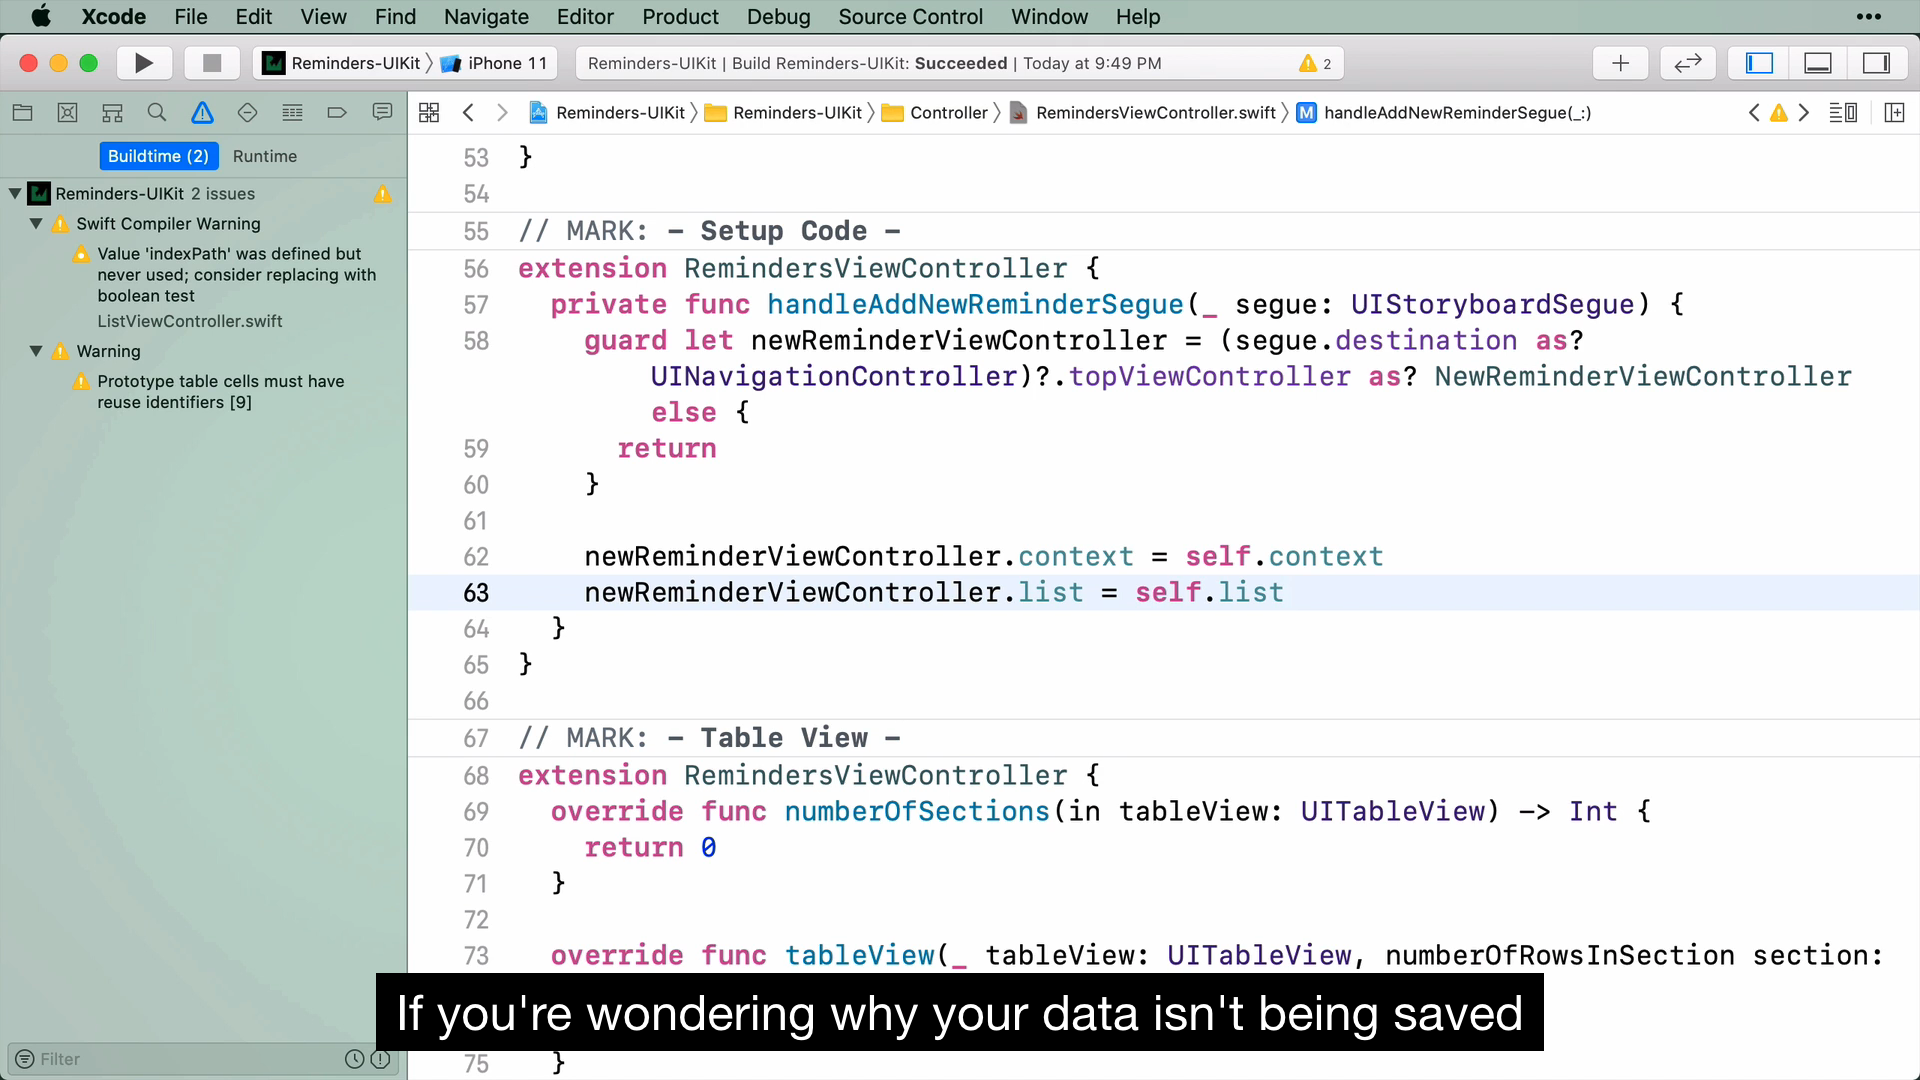 Xcode File Edit View Find Navigate Editor Product Debug Source Control Window Help
Reminders-UIKit iPhone 11
Reminders-UIKit | Build Reminders-UIKit: Succeeded | Today at 9:49 PM
2
Reminders-UIKit Reminders-UIKit Controller RemindersViewController.swift M handleAddNewReminderSegue(_:)
Buildtime (2) Runtime
Reminders-UIKit 2 issues
Swift Compiler Warning
Value 'indexPath' was defined but
never used; consider replacing with
boolean test
ListViewController.swift
Warning
Prototype table cells must have
reuse identifiers [9]
Filter
53 }
54
55 // MARK: - Setup Code -
56 extension RemindersViewController {
57 private func handleAddNewReminderSegue(_ segue: UIStoryboardSegue) {
58 guard let newReminderViewController = (segue.destination as?
UINavigationController)?.topViewController as? NewReminderViewController
else {
59 return
60 }
61
62 newReminderViewController.context = self.context
63 newReminderViewController.list = self.list
64 }
65 }
66
67 // MARK: - Table View -
68 extension RemindersViewController {
69 override func numberOfSections(in tableView: UITableView) -> Int {
70 return 0
71 }
72
73 override func tableView(_ tableView: UITableView, numberOfRowsInSection section:
If you're wondering why your data isn't being saved
75 }